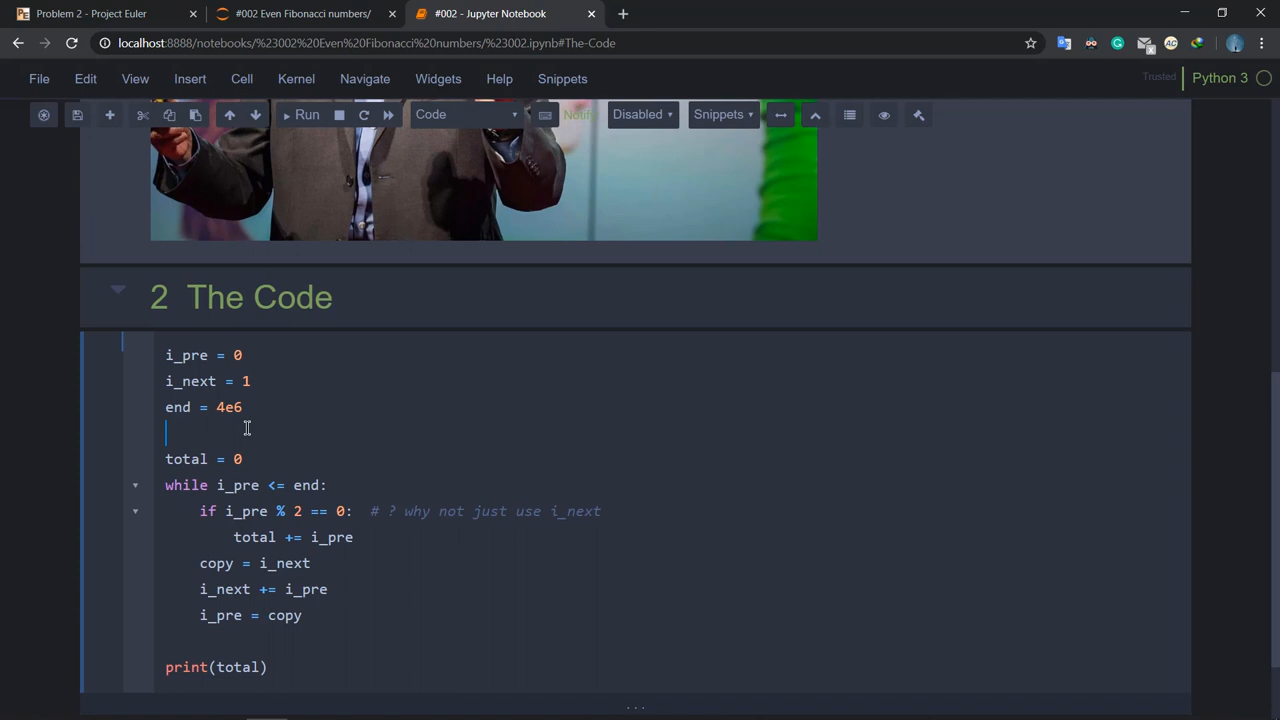 Problem 2 - Project Euler
#002 Even Fibonacci numbers/
#002 - Jupyter Notebook
localhost:8888/notebooks/%23002%20Even%20Fibonacci%20numbers/%23002.ipynb#The-Code
File Edit View Insert Cell Kernel Navigate Widgets Help Snippets
Trusted Python 3
Run Code Notify Disabled Snippets
2 The Code
i_pre = 0
i_next = 1
end = 4e6
total = 0
while i_pre <= end:
if i_pre % 2 == 0: # ? why not just use i_next
total += i_pre
copy = i_next
i_next += i_pre
i_pre = copy
print(total)
...